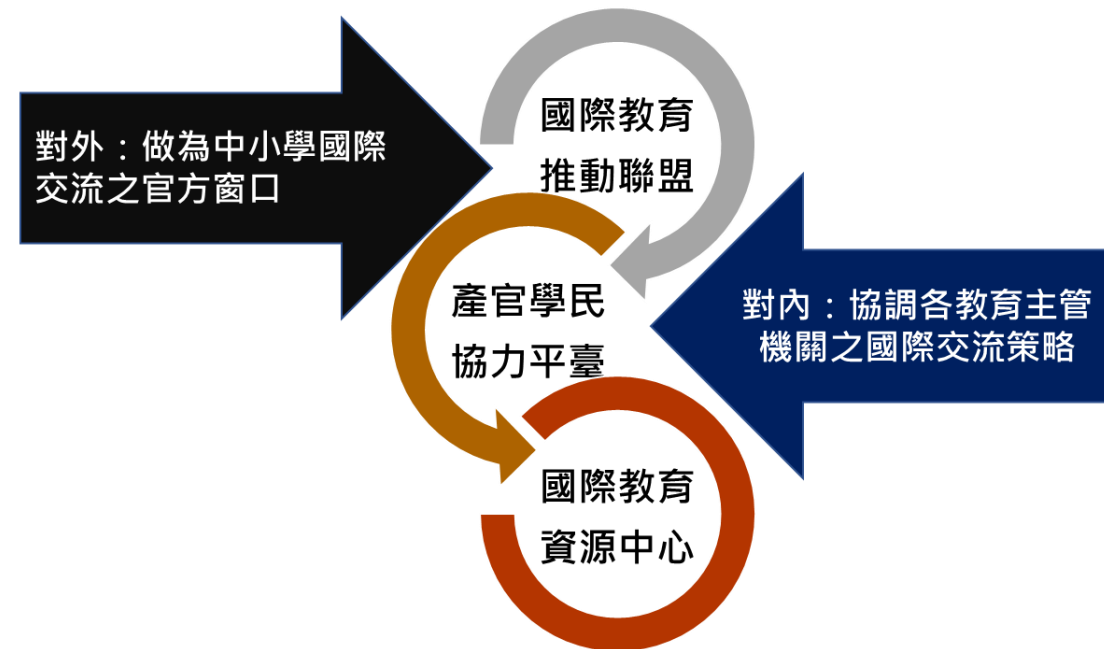 國際教育
推動聯盟
對外：做為中小學國際
交流之官方窗口
產官學民
協力平臺
對內：協調各教育主管
機關之國際交流策略
國際教育
資源中心